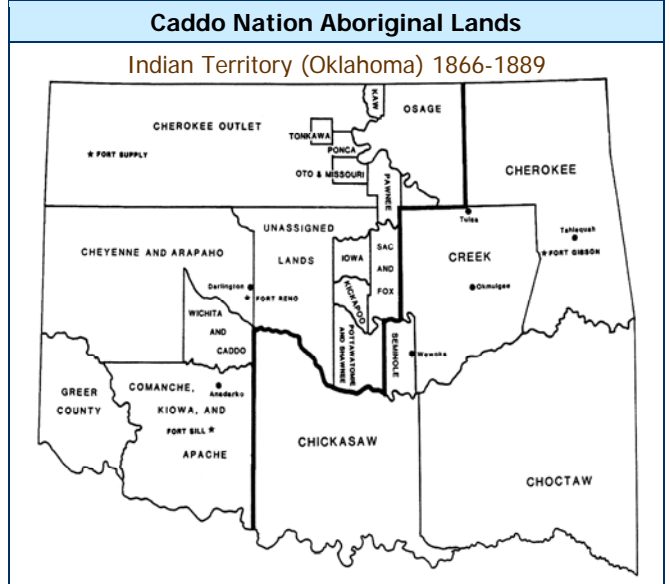 Caddo Nation Aboriginal Lands
Indian Territory (Oklahoma) 1866-1889
KAW
OSAGE
CHEROKEE OUTLET
TONKAWA
PONCA
★ FORT SUPPLY
OTO & MISSOURI
PAWNEE
CHEROKEE
Tulsa
UNASSIGNED
LANDS
CHEYENNE AND ARAPAHO
IOWA
SAC
AND
FOX
CREEK
Tahlequah
★ FORT GIBSON
Darlington
★ FORT RENO
KICKAPOO
Okmulgee
WICHITA
AND
CADDO
POTTAWATOMIE
AND SHAWNEE
SEMINOLE
Wewoka
GREER
COUNTY
COMANCHE,
KIOWA, AND
Anadarko
FORT SILL ★
APACHE
CHICKASAW
CHOCTAW